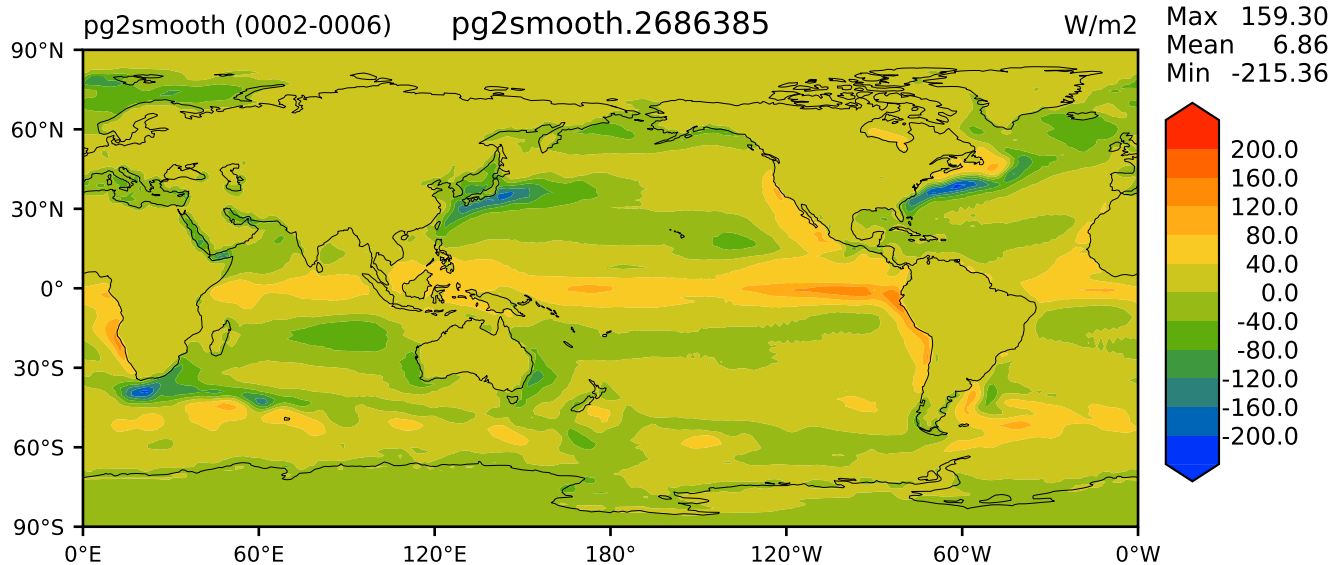 pg2smooth (0002-0006) pg2smooth.2686385 W/m2
Max 159.30
Mean 6.86
Min -215.36
90°N
60°N
30°N
0°
30°S
60°S
90°S
0°E 60°E 120°E 180° 120°W 60°W 0°W
200.0
160.0
120.0
80.0
40.0
0.0
-40.0
-80.0
-120.0
-160.0
-200.0